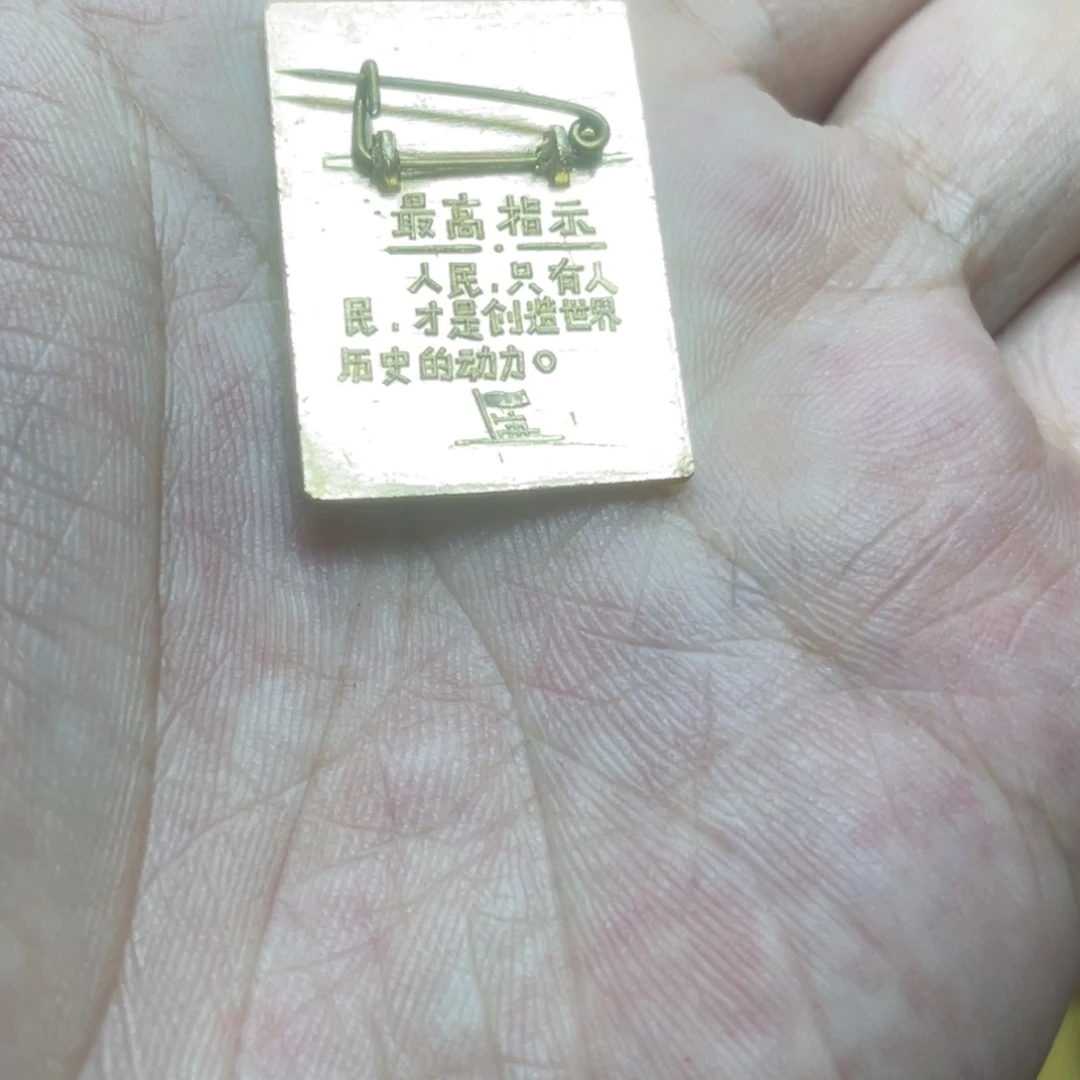 最高指示
人民,只有人
民,才是创造世界
历史的动力。